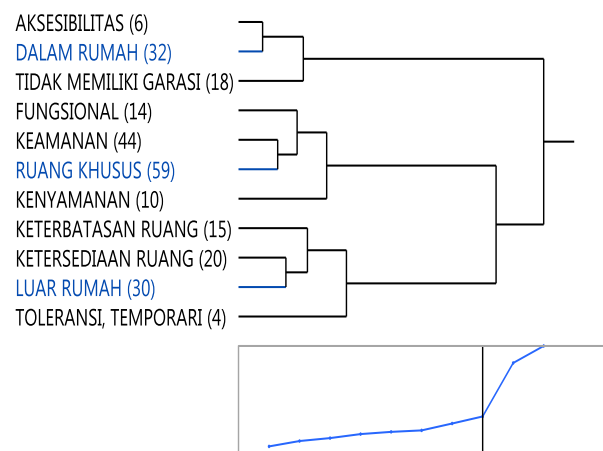 AKSESIBILITAS (6)
DALAM RUMAH (32)
TIDAK MEMILIKI GARASI (18)
FUNGSIONAL (14)
KEAMANAN (44)
RUANG KHUSUS (59)
KENYAMANAN (10)
KETERBATASAN RUANG (15)
KETERSEDIAAN RUANG (20)
LUAR RUMAH (30)
TOLERANSI, TEMPORARI (4)